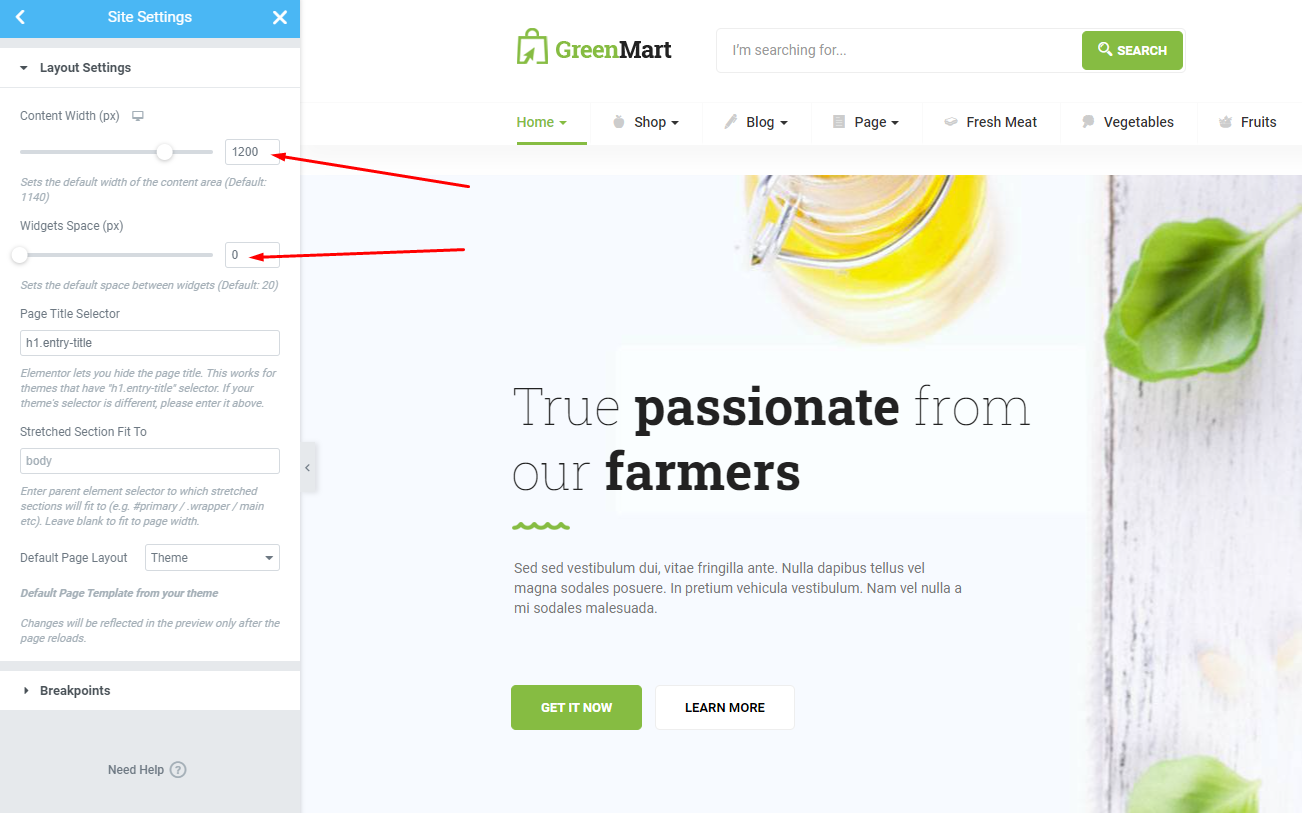 Site Settings
Layout Settings
Content Width (px)
1200
Sets the default width of the content area (Default:
1140)
Widgets Space (px)
0
Sets the default space between widgets (Default: 20)
Page Title Selector
h1.entry-title
Elementor lets you hide the page title. This works for
themes that have "h1.entry-title" selector. If your
theme's selector is different, please enter it above.
Stretched Section Fit To
body
Enter parent element selector to which stretched
sections will fit to (e.g. #primary / .wrapper / main
etc). Leave blank to fit to page width.
Default Page Layout
Theme
Default Page Template from your theme
Changes will be reflected in the preview only after the
page reloads.
Breakpoints
Need Help ?
GreenMart
I'm searching for...
SEARCH
Home
Shop
Blog
Page
Fresh Meat
Vegetables
Fruits
True passionate from
our farmers
Sed sed vestibulum dui, vitae fringilla ante. Nulla dapibus tellus vel
magna sodales posuere. In pretium vehicula vestibulum. Nam vel nulla a
mi sodales malesuada.
GET IT NOW
LEARN MORE